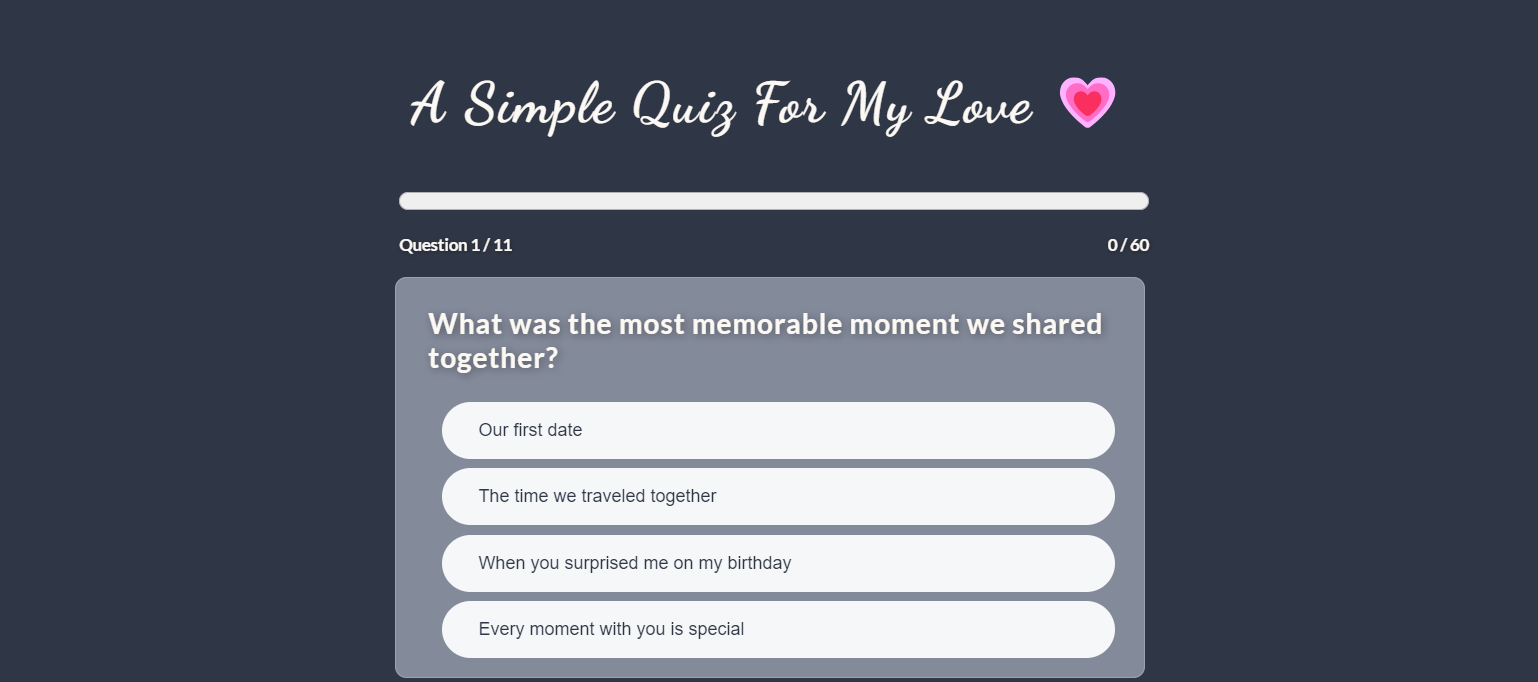 A Simple Quiz For My Love 💗
Question 1 / 11
0 / 60
What was the most memorable moment we shared
together?
Our first date
The time we traveled together
When you surprised me on my birthday
Every moment with you is special